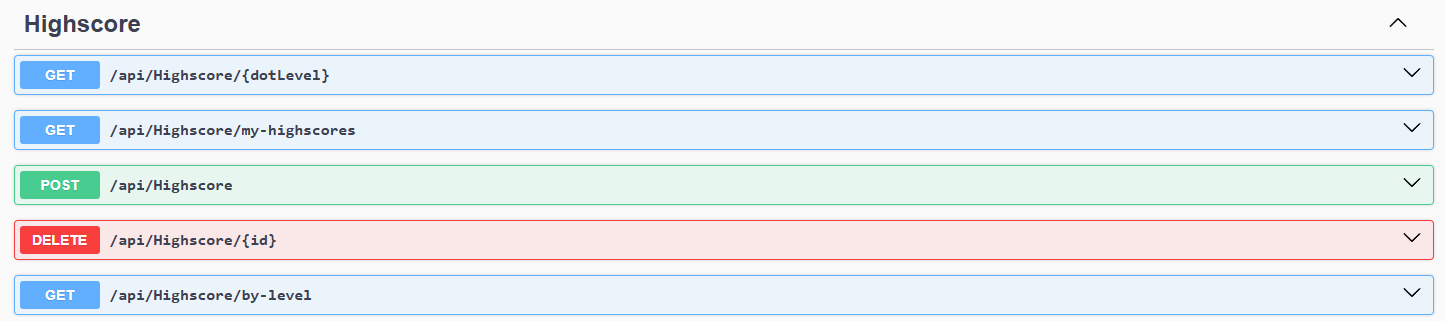 Highscore
GET /api/Highscore/{dotLevel}
GET /api/Highscore/my-highscores
POST /api/Highscore
DELETE /api/Highscore/{id}
GET /api/Highscore/by-level